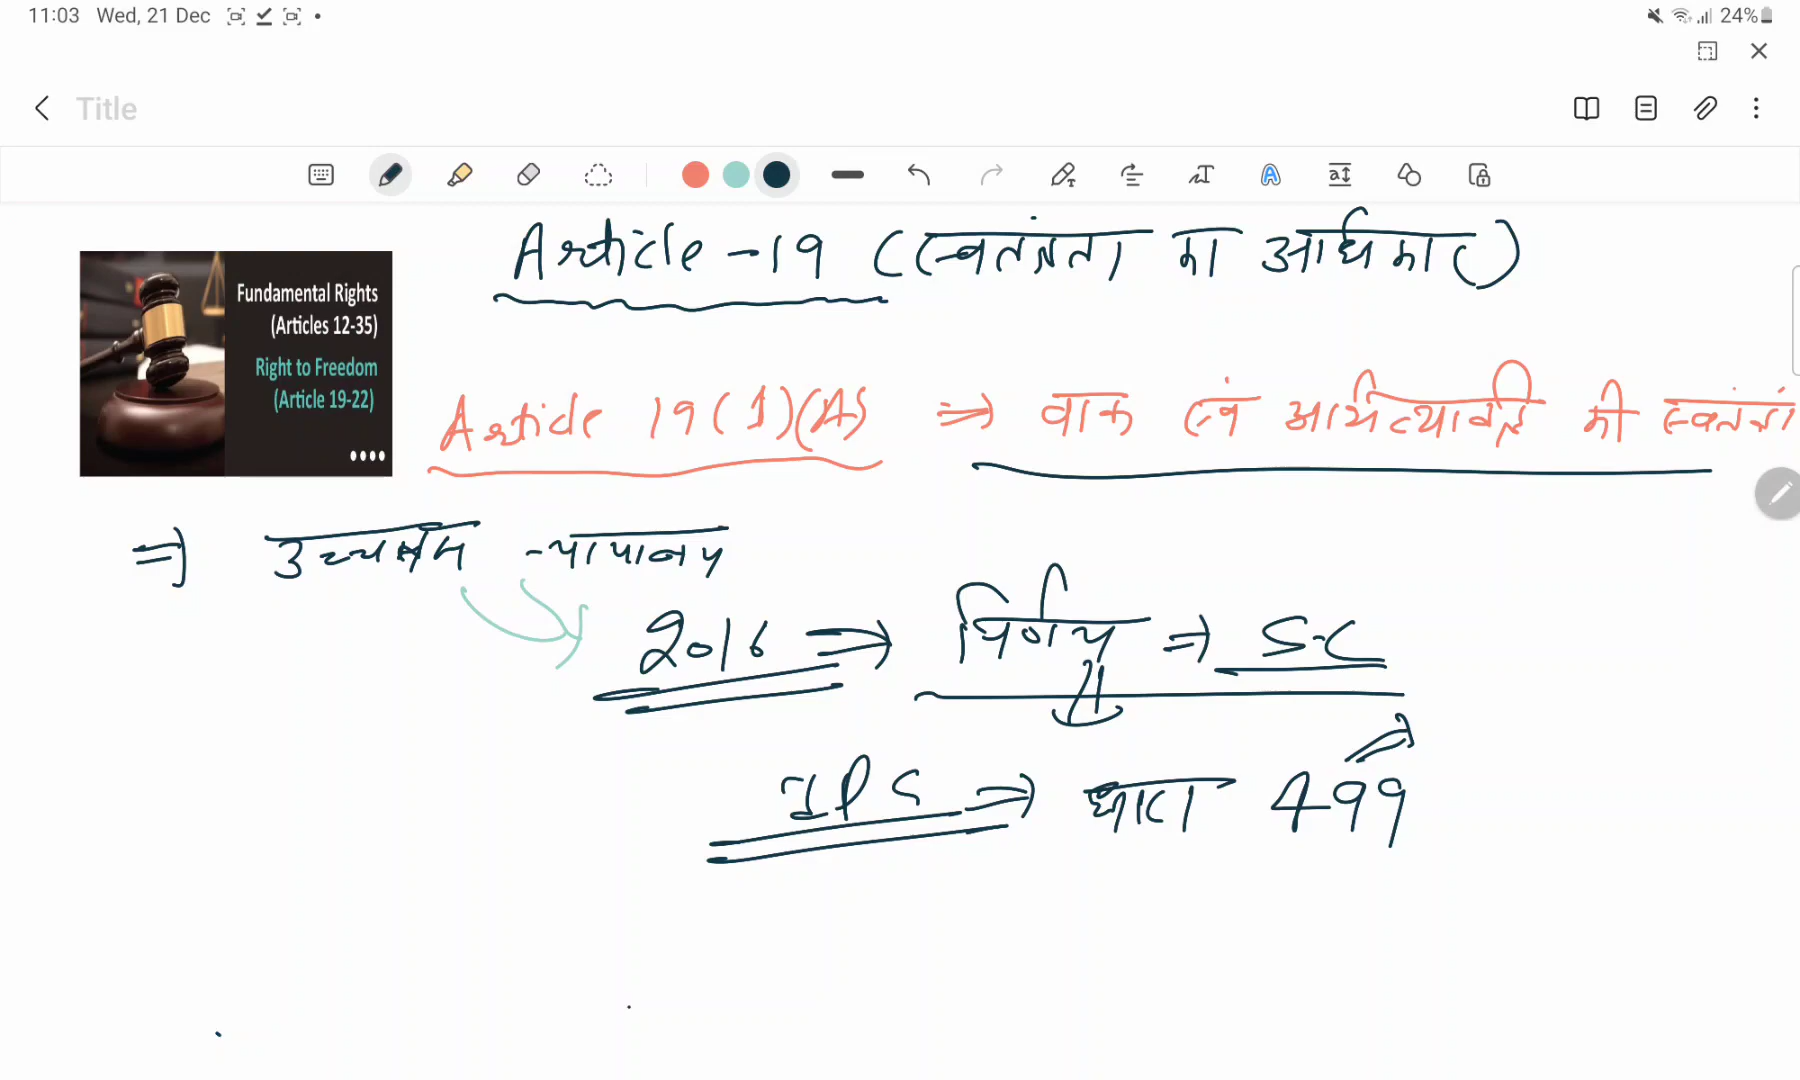 11:03 Wed, 21 Dec 24%
Title
Article -19 (स्वतंत्रता का अधिकार)
Fundamental Rights
(Articles 12-35)
Right to Freedom
(Article 19-22)
Article 19(1)(A) ⇒ वाक एवं अभिव्यक्ति की स्वतंत्रता
⇒ उच्चतम न्यायालय
2016 ⇒ निर्णय ⇒ S.C
IPC ⇒ धारा 499